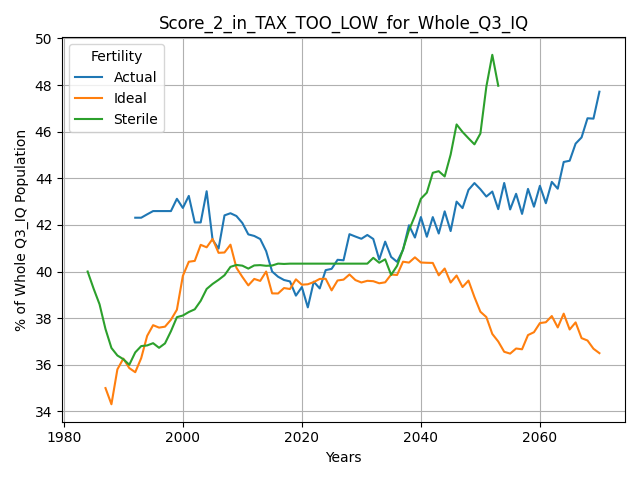 Score_2_in_TAX_TOO_LOW_for_Whole_Q3_IQ
Fertility
Actual
Ideal
Sterile
% of Whole Q3_IQ Population
50
48
46
44
42
40
38
36
34
1980
2000
2020
2040
2060
Years